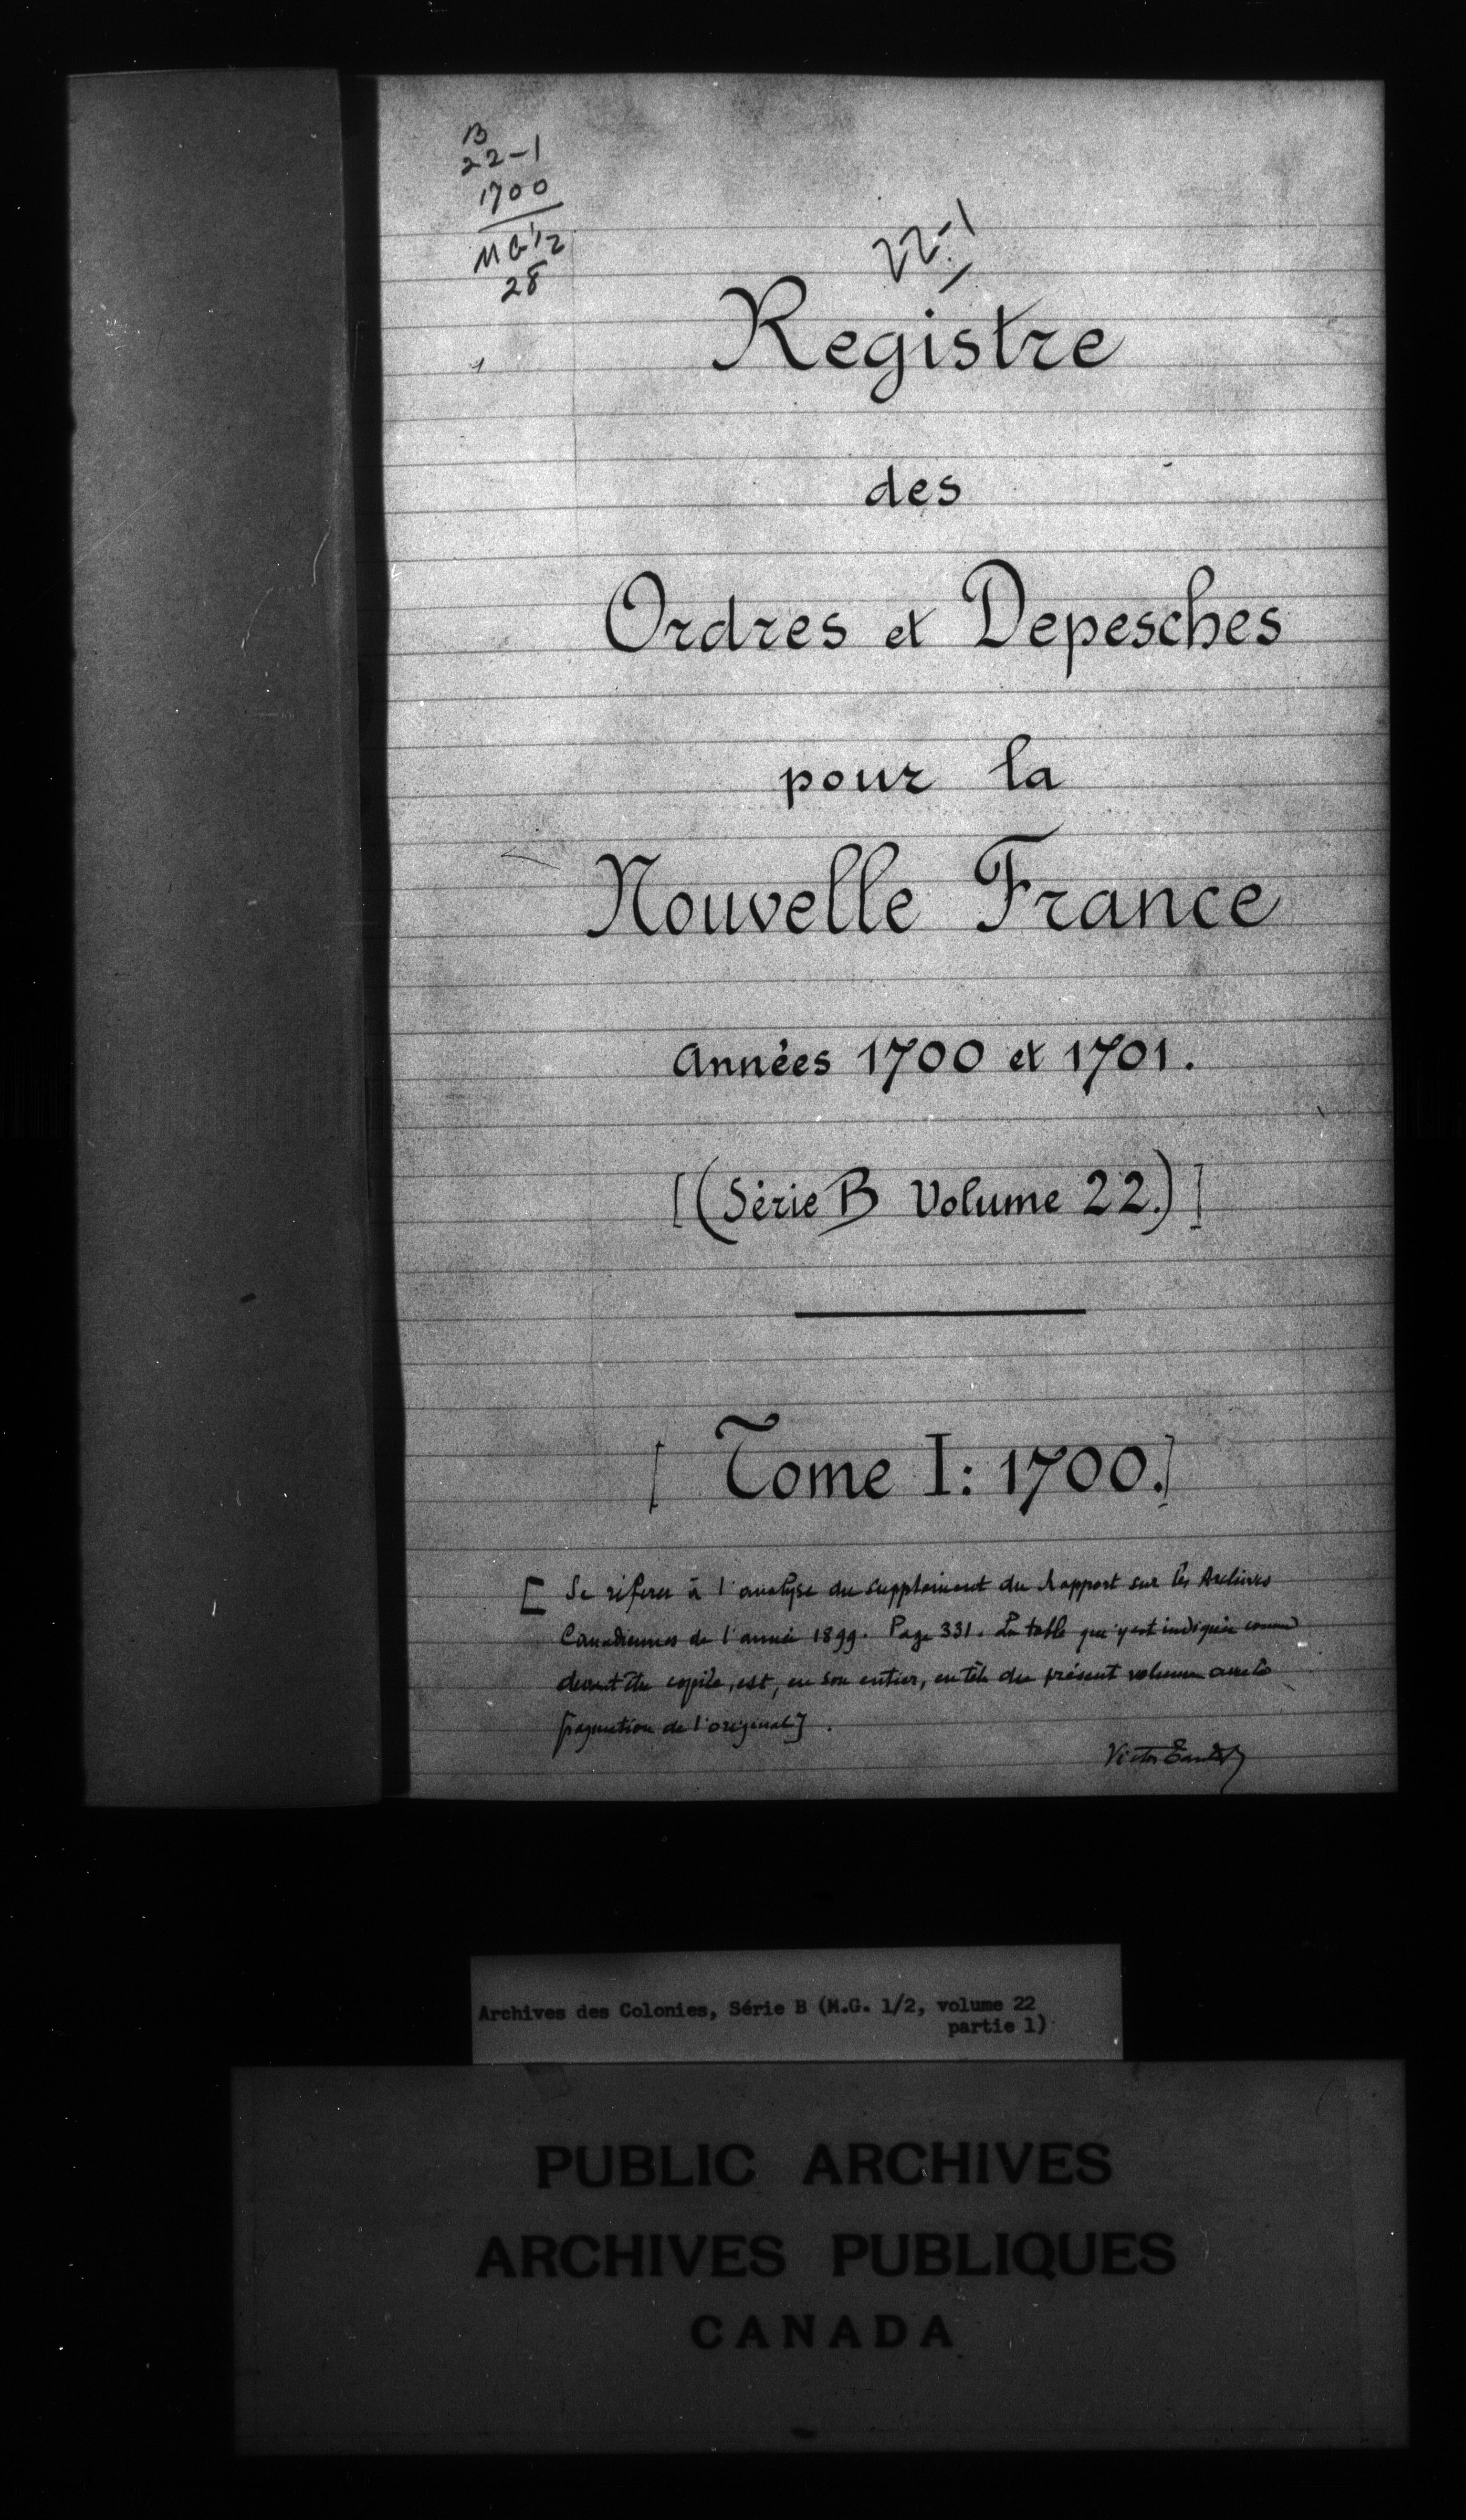 B
22-1
1700
MG 1/2
28
22-1
Registre
des
Ordres et Depesches
pour la
Nouvelle France
Années 1700 et 1701.
[(Série B Volume 22.)]
[Tome I: 1700.]
[Se référer à l'analyse du supplément du Rapport sur les Archives
Canadiennes de l'année 1899. Page 331. La table qui y est indiquée comme
devant être copiée, est, en son entier, en tête du présent volume avec la
pagination de l'original].
Victor
Archives des Colonies, Série B (M.G. 1/2, volume 22
partie 1)
PUBLIC ARCHIVES
ARCHIVES PUBLIQUES
CANADA